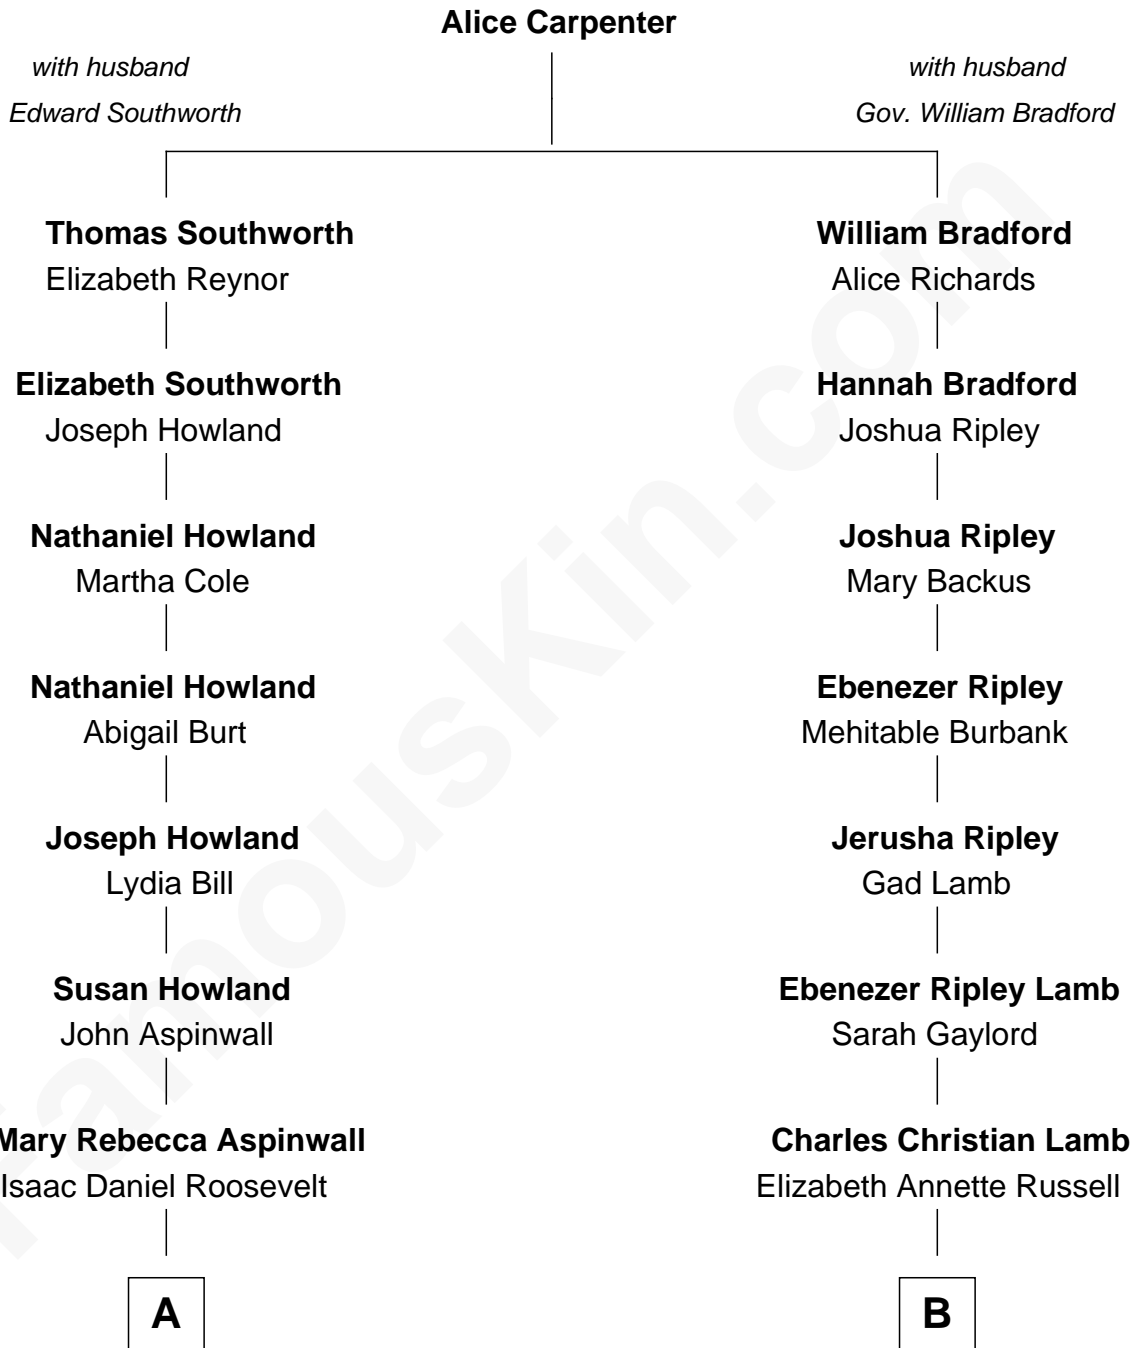 Alice Carpenter
with husband
Edward Southworth
with husband
Gov. William Bradford
Thomas Southworth
Elizabeth Reynor
William Bradford
Alice Richards
Elizabeth Southworth
Joseph Howland
Hannah Bradford
Joshua Ripley
Nathaniel Howland
Martha Cole
Joshua Ripley
Mary Backus
Nathaniel Howland
Abigail Burt
Ebenezer Ripley
Mehitable Burbank
Joseph Howland
Lydia Bill
Jerusha Ripley
Gad Lamb
Susan Howland
John Aspinwall
Ebenezer Ripley Lamb
Sarah Gaylord
Mary Rebecca Aspinwall
Isaac Daniel Roosevelt
Charles Christian Lamb
Elizabeth Annette Russell
A
B
FamousKin.com